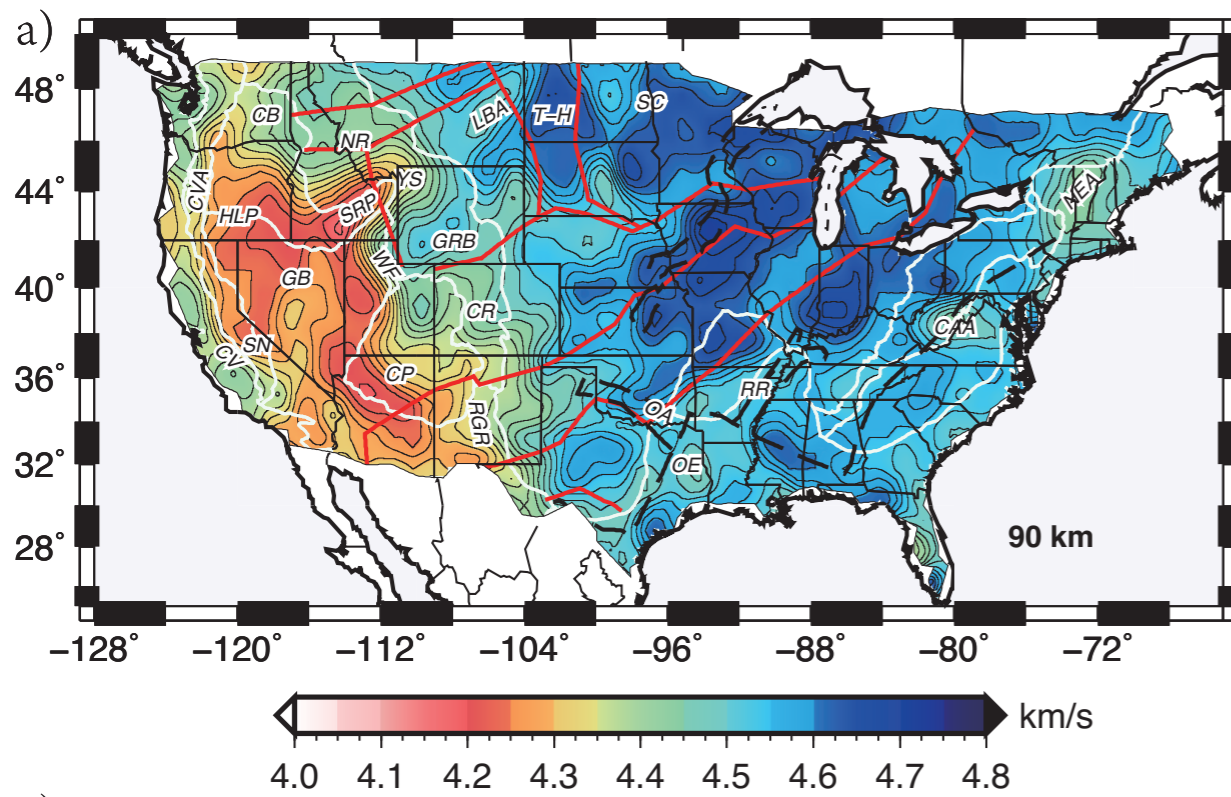 a)
48°
44°
40°
36°
32°
28°
CB
NR
LBA
T–H
SC
CVA
HLP
SRP
YS
NEA
GRB
WF
GB
CR
CAA
SN
CV
CP
RGR
OA
RR
OE
90 km
−128° −120° −112° −104° −96° −88° −80° −72°
km/s
4.0 4.1 4.2 4.3 4.4 4.5 4.6 4.7 4.8